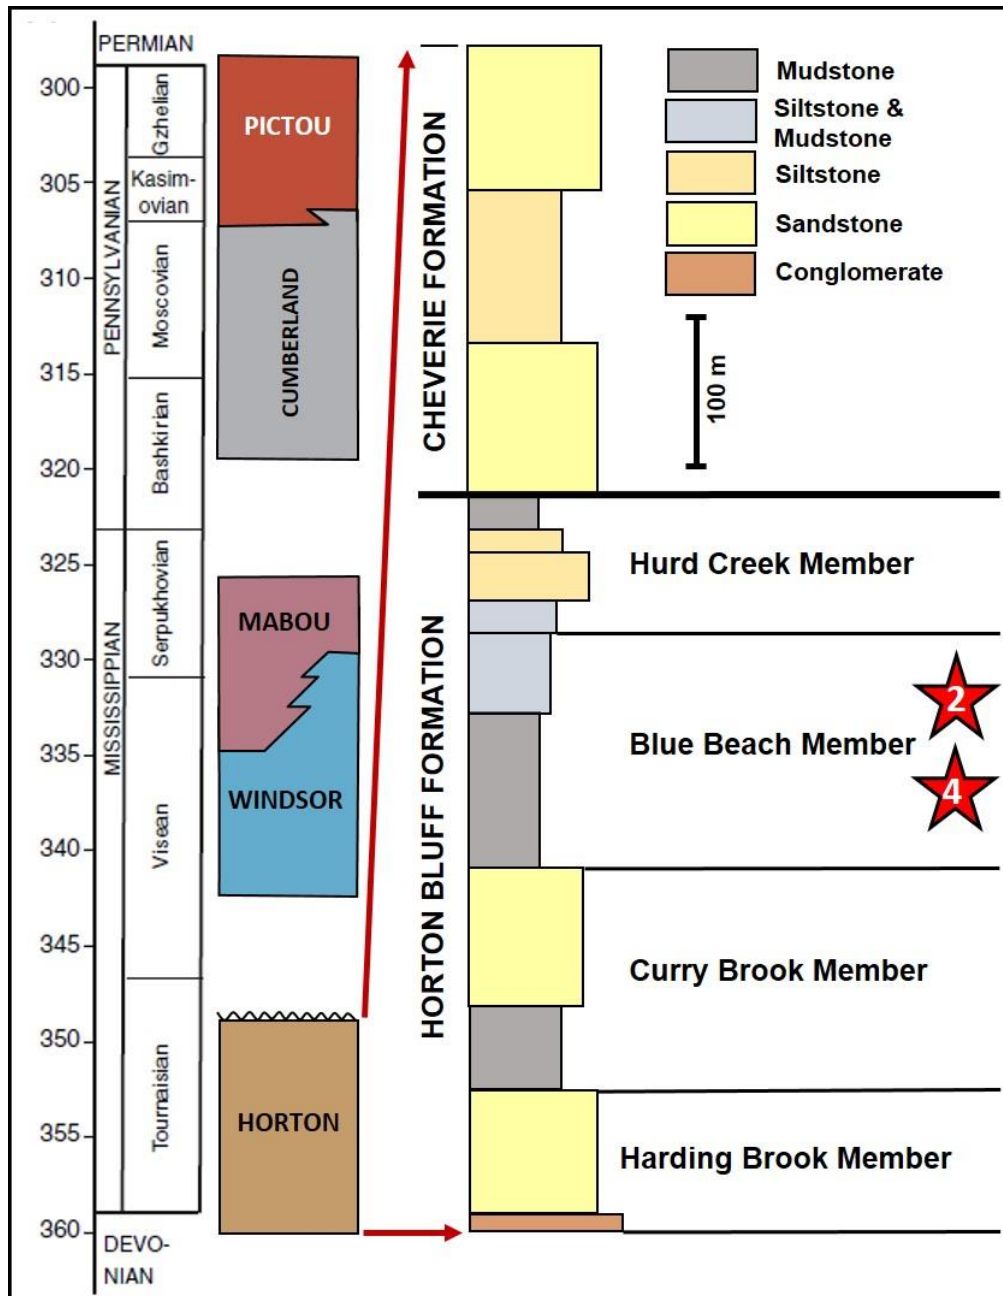 PERMIAN
300
305
310
315
320
325
330
335
340
345
350
355
360
PENNSYLVANIAN
MISSISSIPPIAN
Gzhelian
Kasim-
ovian
Moscovian
Bashkirian
Serpukhovian
Visean
Tournaisian
DEVO-
NIAN
PICTOU
CUMBERLAND
MABOU
WINDSOR
HORTON
CHEVERIE FORMATION
HORTON BLUFF FORMATION
Mudstone
Siltstone &
Mudstone
Siltstone
Sandstone
Conglomerate
100 m
Hurd Creek Member
2
Blue Beach Member
4
Curry Brook Member
Harding Brook Member